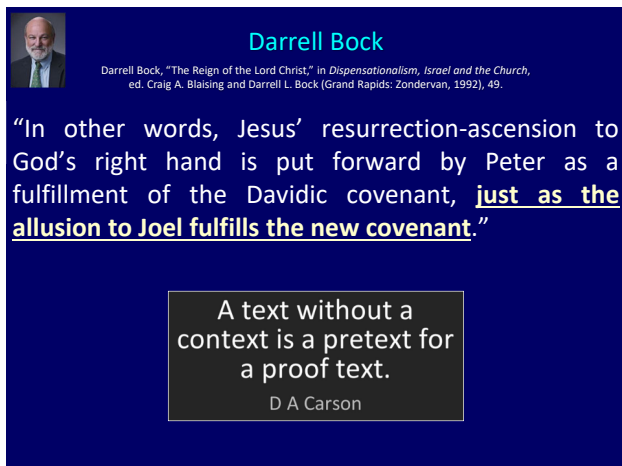 Darrell Bock
Darrell Bock, “The Reign of the Lord Christ,” in Dispensationalism, Israel and the Church,
ed. Craig A. Blaising and Darrell L. Bock (Grand Rapids: Zondervan, 1992), 49.
“In other words, Jesus’ resurrection-ascension to
God’s right hand is put forward by Peter as a
fulfillment of the Davidic covenant, just as the
allusion to Joel fulfills the new covenant.”
A text without a
context is a pretext for
a proof text.
D A Carson